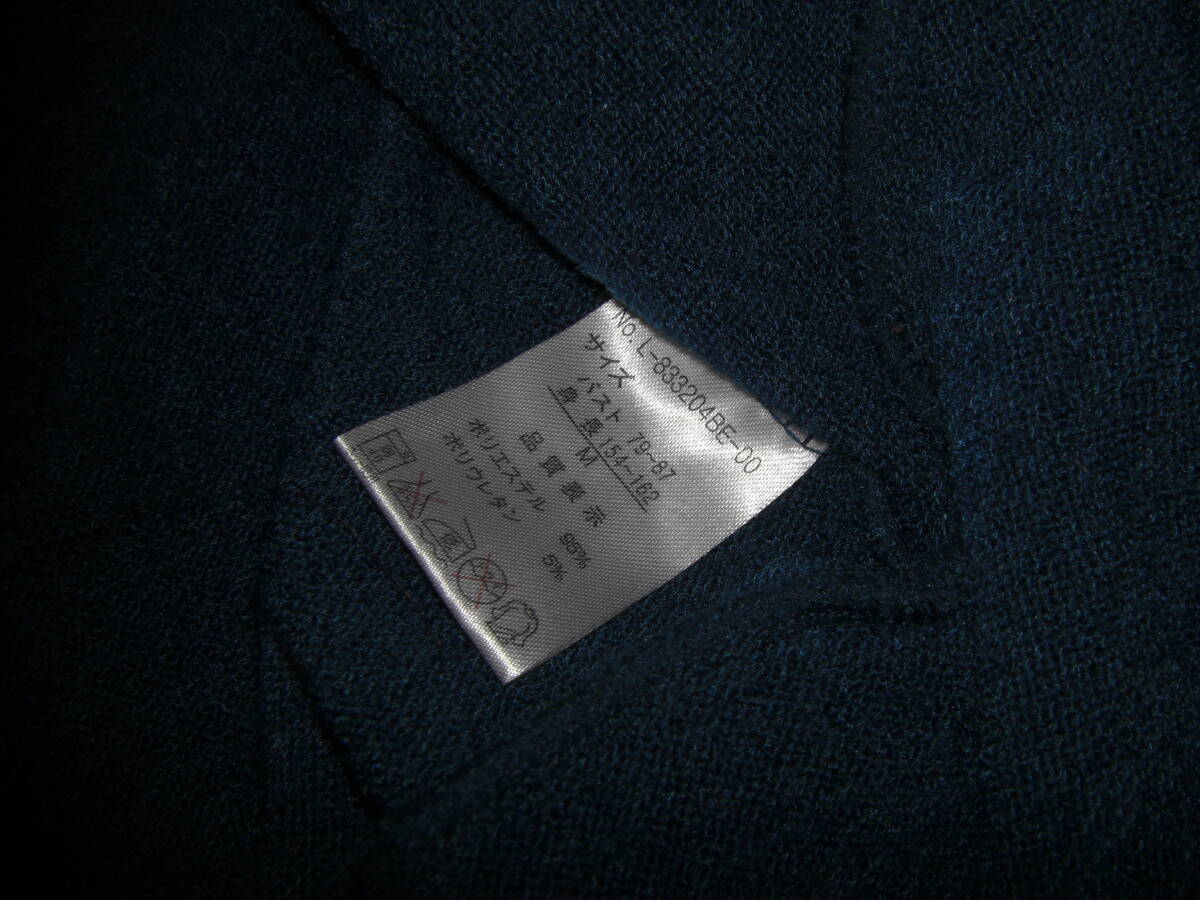 No. L-833204BE-00
サイズ
バスト 79-87
身長 154-162
M
品質表示
ポリエステル 95%
ポリウレタン 5%